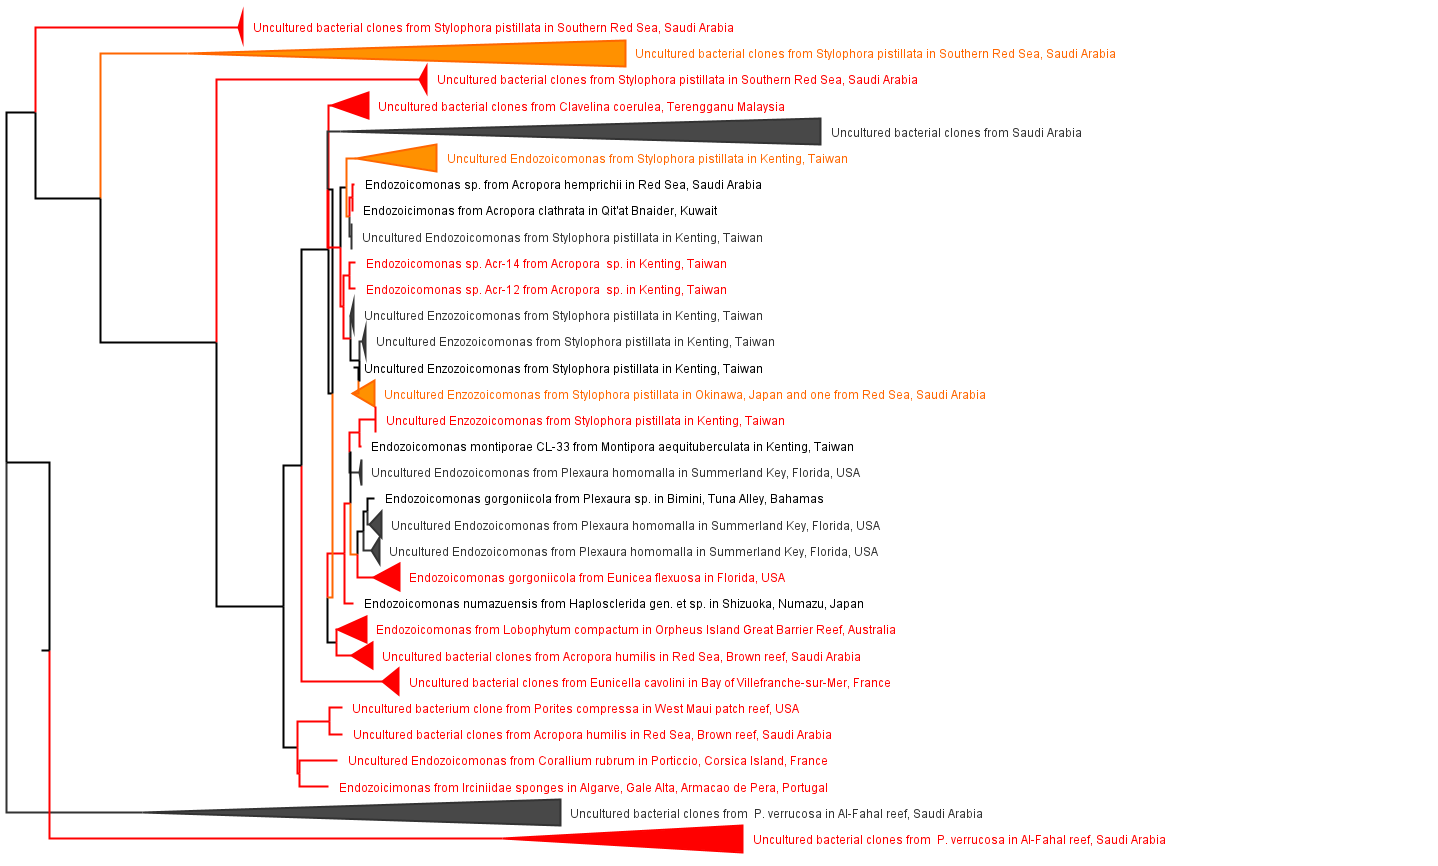 Uncultured bacterial clones from Stylophora pistillata in Southern Red Sea, Saudi Arabia
Uncultured bacterial clones from Stylophora pistillata in Southern Red Sea, Saudi Arabia
Uncultured bacterial clones from Stylophora pistillata in Southern Red Sea, Saudi Arabia
Uncultured bacterial clones from Clavelina coerulea, Terengganu Malaysia
Uncultured bacterial clones from Saudi Arabia
Uncultured Endozoicomonas from Stylophora pistillata in Kenting, Taiwan
Endozoicomonas sp. from Acropora hemprichii in Red Sea, Saudi Arabia
Endozoicimonas from Acropora clathrata in Qit'at Bnaider, Kuwait
Uncultured Endozoicomonas from Stylophora pistillata in Kenting, Taiwan
Endozoicomonas sp. Acr-14 from Acropora  sp. in Kenting, Taiwan
Endozoicomonas sp. Acr-12 from Acropora  sp. in Kenting, Taiwan
Uncultured Enzozoicomonas from Stylophora pistillata in Kenting, Taiwan
Uncultured Enzozoicomonas from Stylophora pistillata in Kenting, Taiwan
Uncultured Enzozoicomonas from Stylophora pistillata in Kenting, Taiwan
Uncultured Enzozoicomonas from Stylophora pistillata in Okinawa, Japan and one from Red Sea, Saudi Arabia
Uncultured Enzozoicomonas from Stylophora pistillata in Kenting, Taiwan
Endozoicomonas montiporae CL-33 from Montipora aequituberculata in Kenting, Taiwan
Uncultured Endozoicomonas from Plexaura homomalla in Summerland Key, Florida, USA
Endozoicomonas gorgoniicola from Plexaura sp. in Bimini, Tuna Alley, Bahamas
Uncultured Endozoicomonas from Plexaura homomalla in Summerland Key, Florida, USA
Uncultured Endozoicomonas from Plexaura homomalla in Summerland Key, Florida, USA
Endozoicomonas gorgoniicola from Eunicea flexuosa in Florida, USA
Endozoicomonas numazuensis from Haplosclerida gen. et sp. in Shizuoka, Numazu, Japan
Endozoicomonas from Lobophytum compactum in Orpheus Island Great Barrier Reef, Australia
Uncultured bacterial clones from Acropora humilis in Red Sea, Brown reef, Saudi Arabia
Uncultured bacterial clones from Eunicella cavolini in Bay of Villefranche-sur-Mer, France
Uncultured bacterium clone from Porites compressa in West Maui patch reef, USA
Uncultured bacterial clones from Acropora humilis in Red Sea, Brown reef, Saudi Arabia
Uncultured Endozoicomonas from Corallium rubrum in Porticcio, Corsica Island, France
Endozoicimonas from Irciniidae sponges in Algarve, Gale Alta, Armacao de Pera, Portugal
Uncultured bacterial clones from  P. verrucosa in Al-Fahal reef, Saudi Arabia
Uncultured bacterial clones from  P. verrucosa in Al-Fahal reef, Saudi Arabia